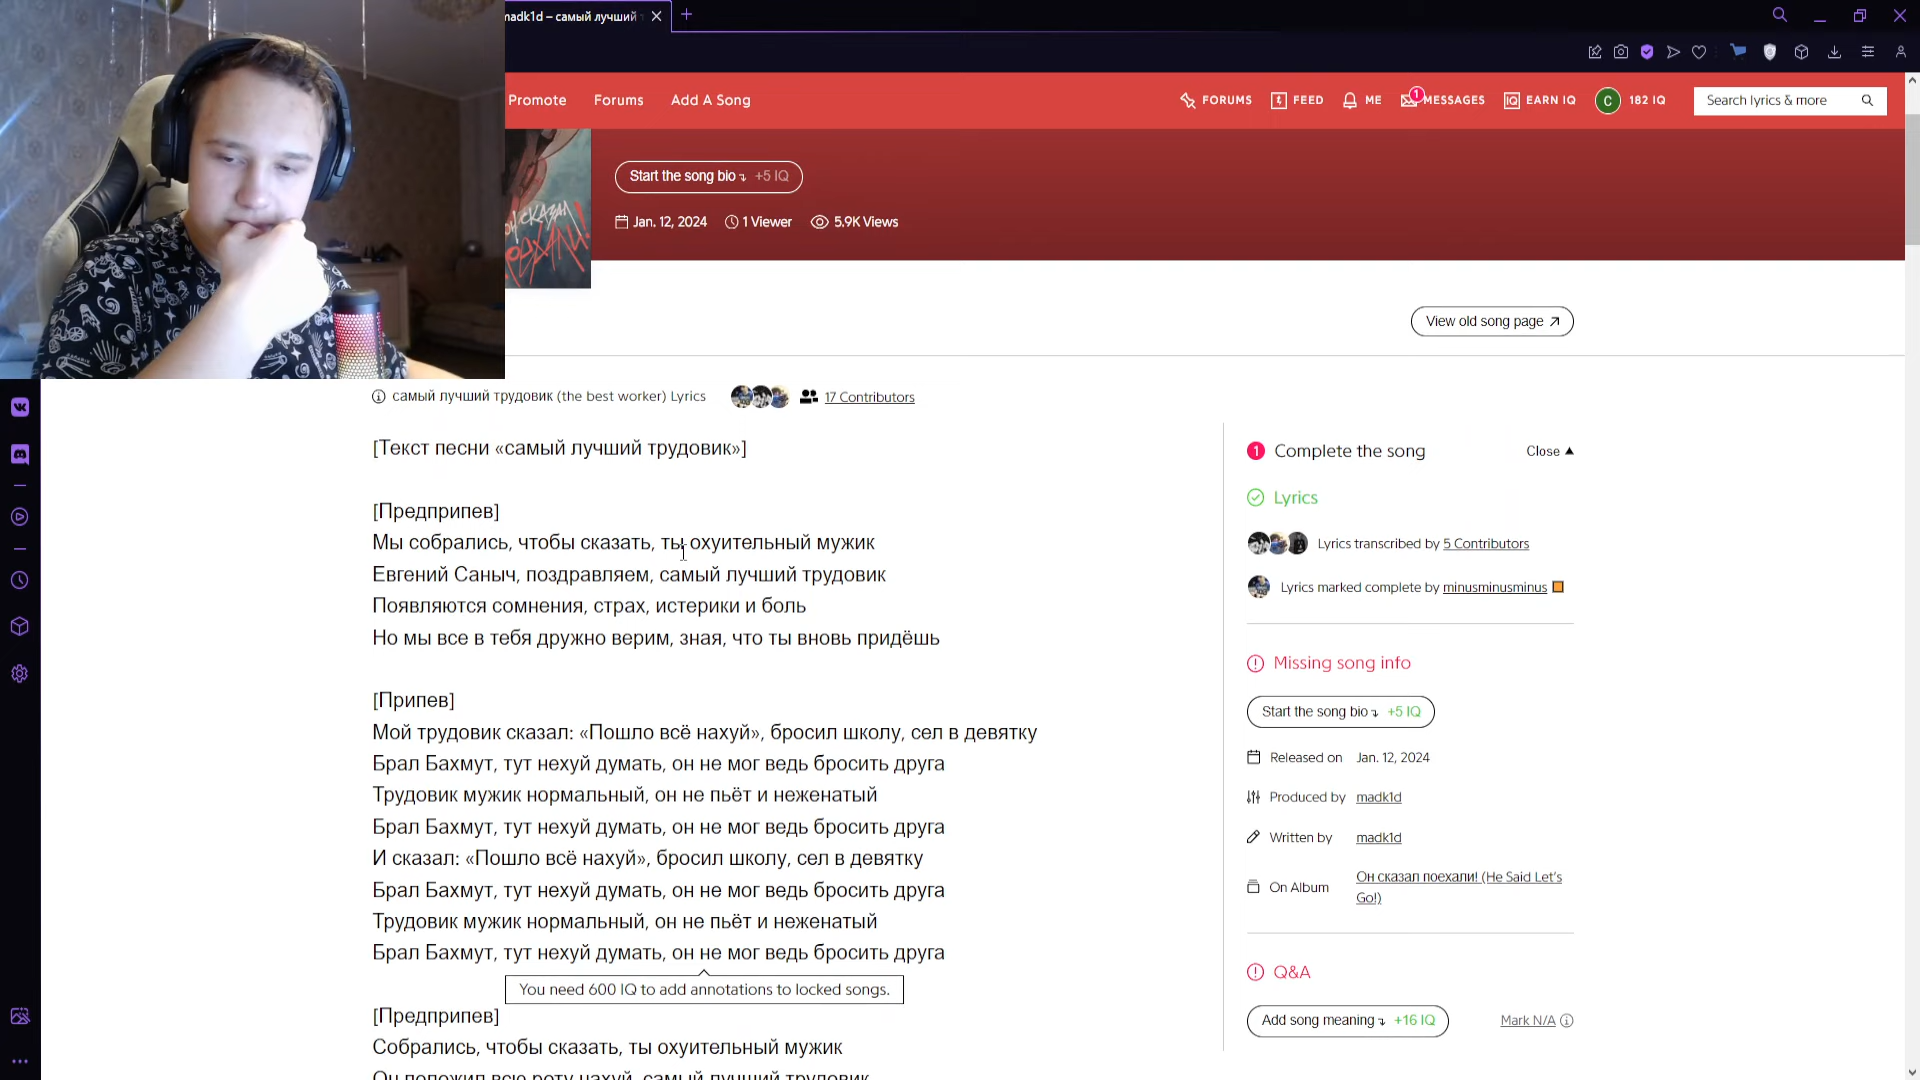 madk1d – самый лучший
Promote
Forums
Add A Song
FORUMS
FEED
ME
1
MESSAGES
IQ
EARN IQ
C
182 IQ
Search lyrics & more
Start the song bio +5 IQ
Jan. 12, 2024
1 Viewer
5.9K Views
View old song page
самый лучший трудовик (the best worker) Lyrics
17 Contributors
[Текст песни «самый лучший трудовик»]
[Предприпев]
Мы собрались, чтобы сказать, ты охуительный мужик
Евгений Саныч, поздравляем, самый лучший трудовик
Появляются сомнения, страх, истерики и боль
Но мы все в тебя дружно верим, зная, что ты вновь придёшь
[Припев]
Мой трудовик сказал: «Пошло всё нахуй», бросил школу, сел в девятку
Брал Бахмут, тут нехуй думать, он не мог ведь бросить друга
Трудовик мужик нормальный, он не пьёт и неженатый
Брал Бахмут, тут нехуй думать, он не мог ведь бросить друга
И сказал: «Пошло всё нахуй», бросил школу, сел в девятку
Брал Бахмут, тут нехуй думать, он не мог ведь бросить друга
Трудовик мужик нормальный, он не пьёт и неженатый
Брал Бахмут, тут нехуй думать, он не мог ведь бросить друга
You need 600 IQ to add annotations to locked songs.
[Предприпев]
Собрались, чтобы сказать, ты охуительный мужик
Он положил всю роту нахуй, самый лучший трудовик
1 Complete the song
Close
Lyrics
Lyrics transcribed by 5 Contributors
Lyrics marked complete by minusminusminus
Missing song info
Start the song bio +5 IQ
Released on Jan. 12, 2024
Produced by madk1d
Written by madk1d
On Album Он сказал поехали! (He Said Let's
Go!)
Q&A
Add song meaning +16 IQ
Mark N/A